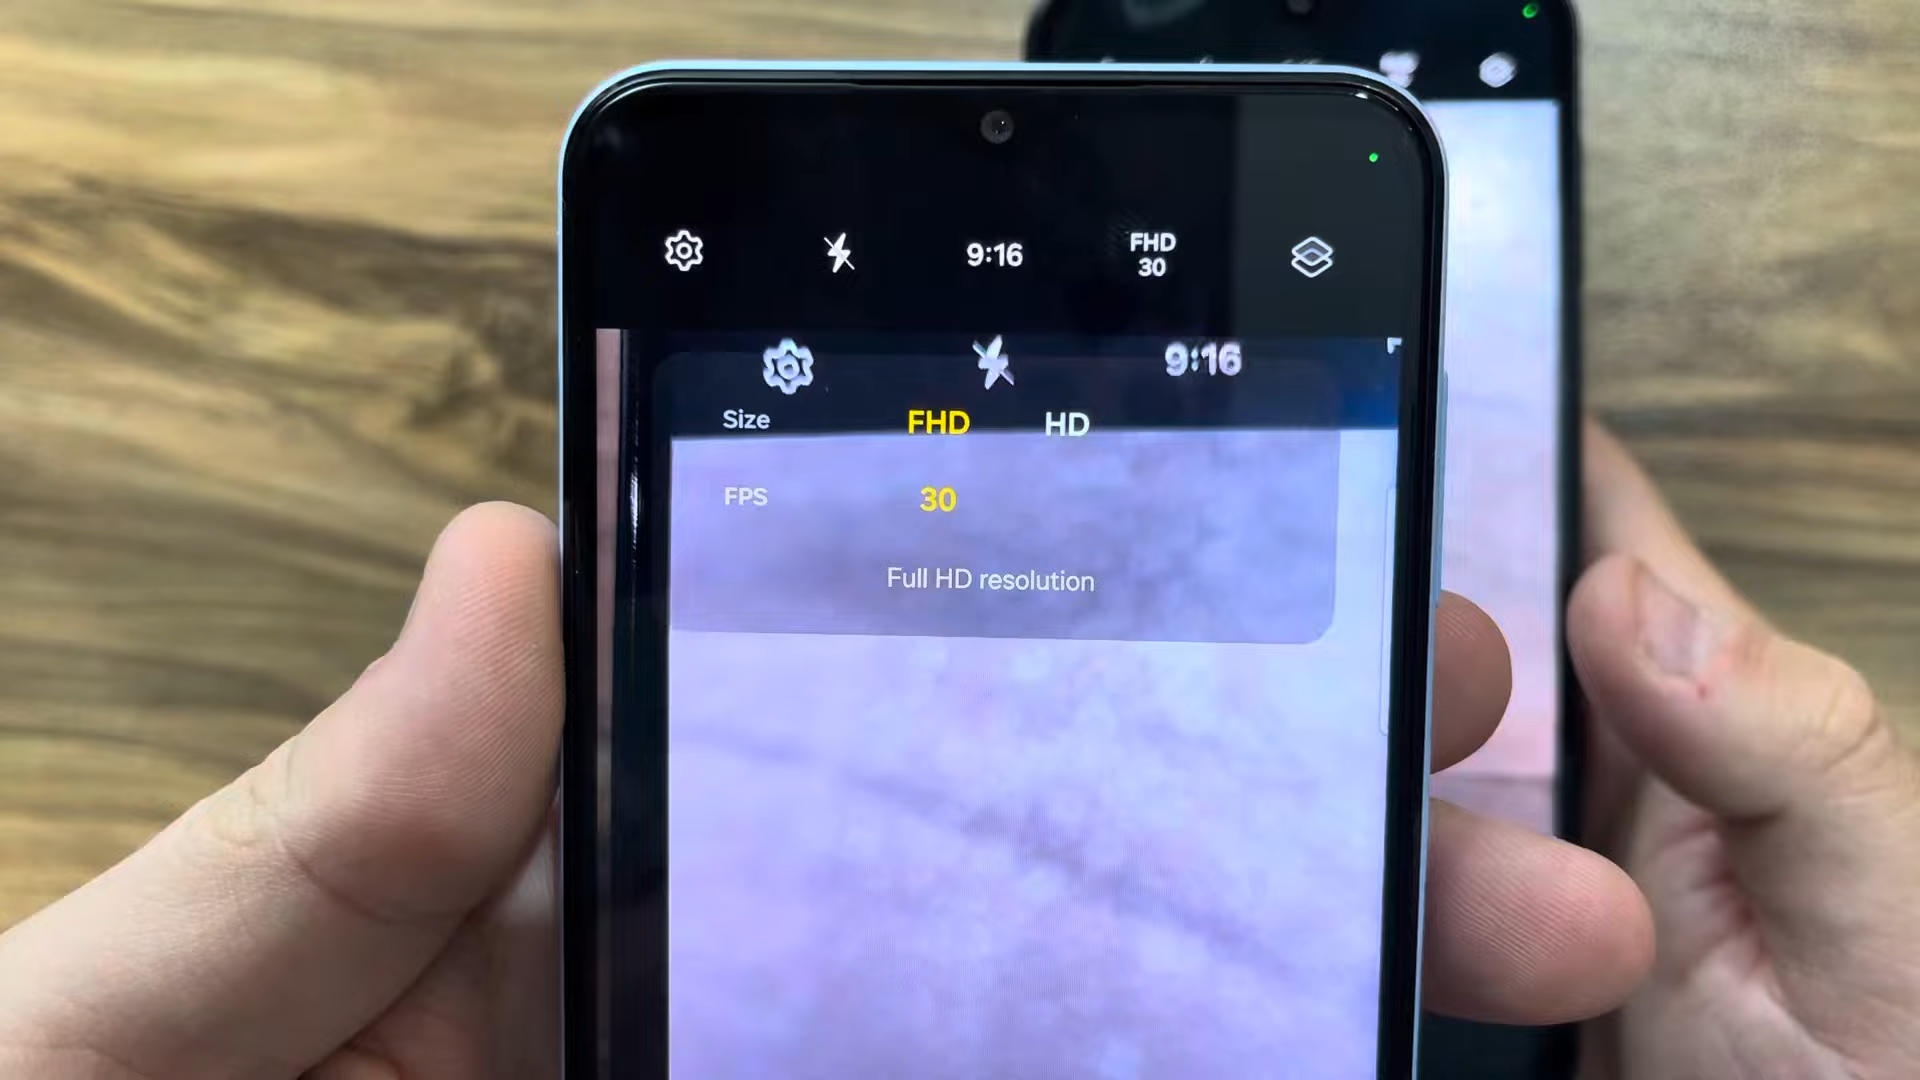 9:16
FHD
30
9:16
Size FHD HD
FPS 30
Full HD resolution